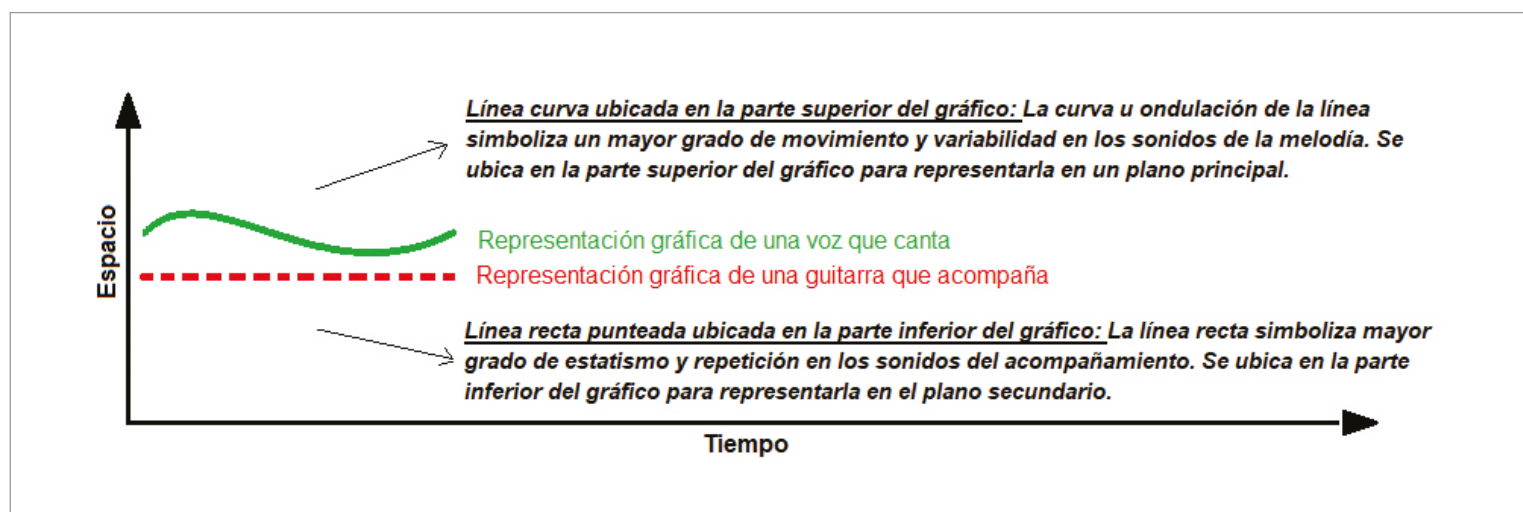 Línea curva ubicada en la parte superior del gráfico: La curva u ondulación de la línea
simboliza un mayor grado de movimiento y variabilidad en los sonidos de la melodía. Se
ubica en la parte superior del gráfico para representarla en un plano principal.
Espacio
Representación gráfica de una voz que canta
Representación gráfica de una guitarra que acompaña
Línea recta punteada ubicada en la parte inferior del gráfico: La línea recta simboliza mayor
grado de estatismo y repetición en los sonidos del acompañamiento. Se ubica en la parte
inferior del gráfico para representarla en el plano secundario.
Tiempo